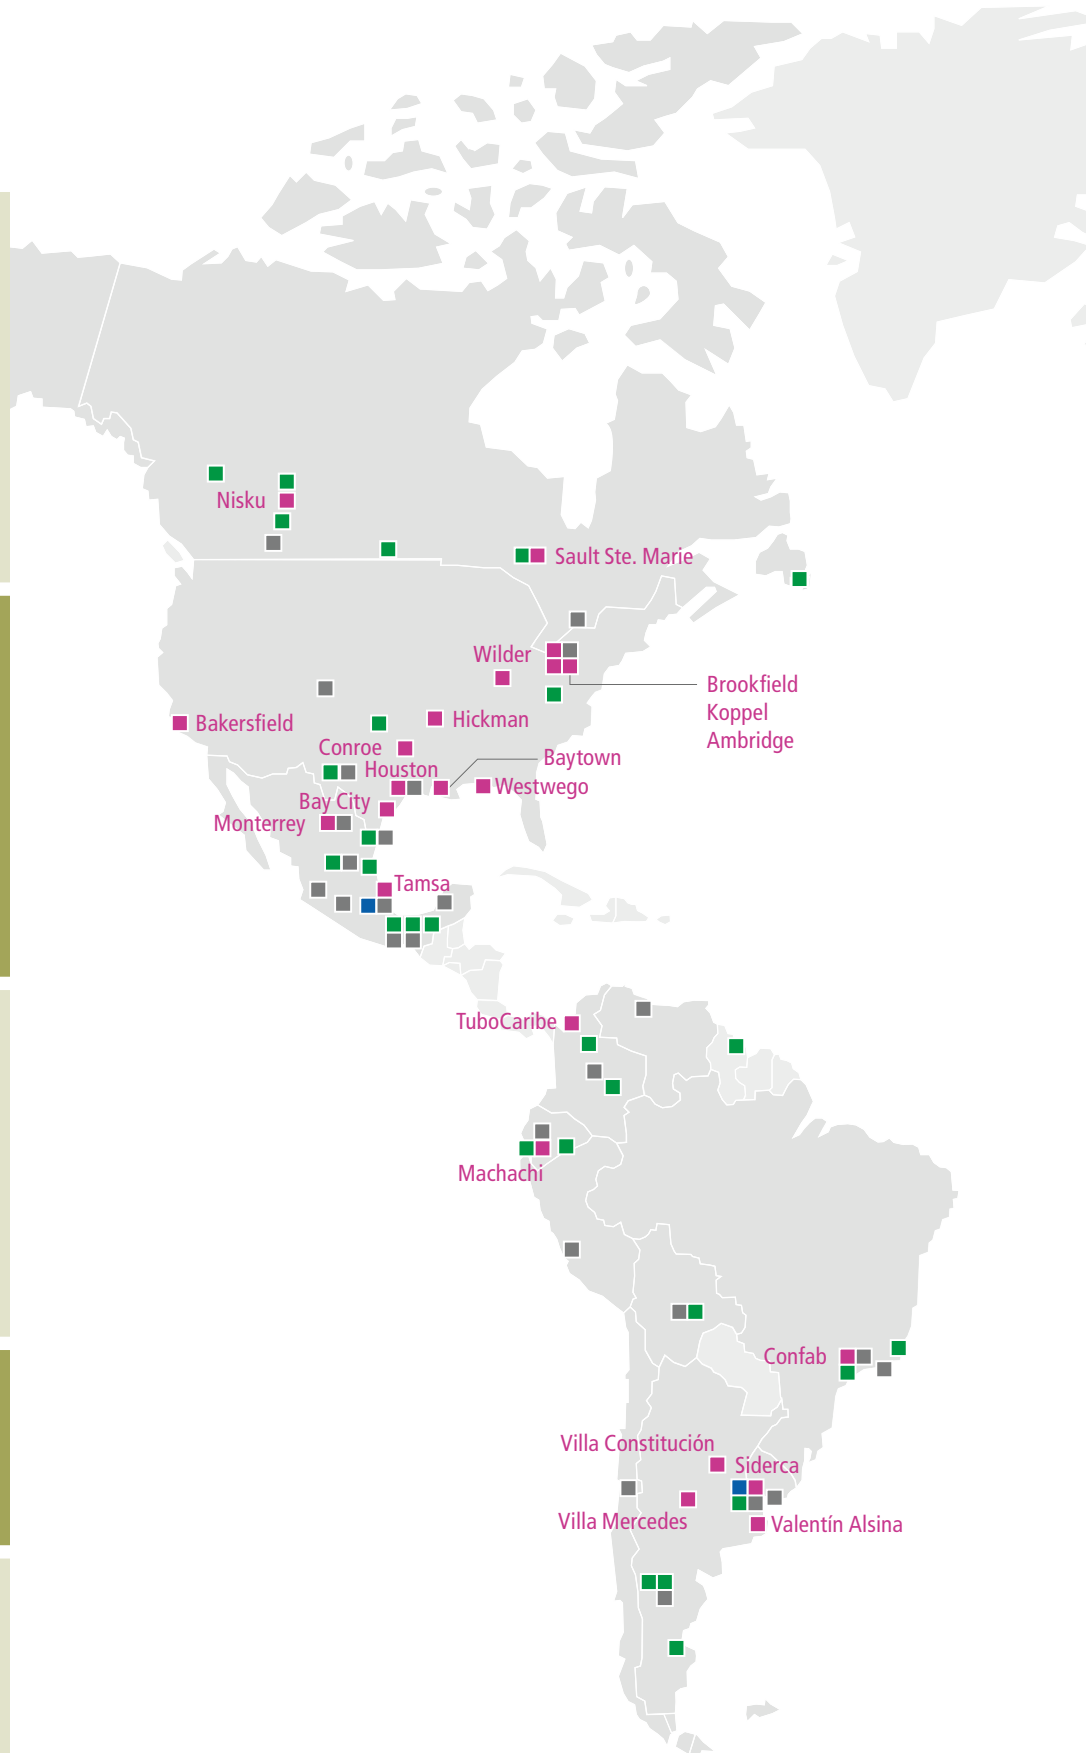 Nisku
Sault Ste. Marie
Wilder
Brookfield
Koppel
Ambridge
Bakersfield
Hickman
Conroe
Baytown
Houston
Westwego
Bay City
Monterrey
Tamsa
TuboCaribe
Machachi
Confab
Villa Constitución
Siderca
Villa Mercedes
Valentín Alsina